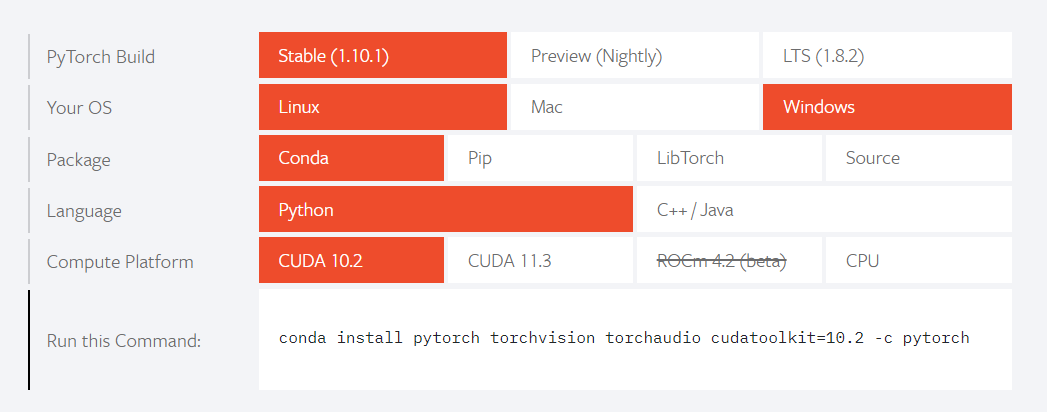 PyTorch Build Stable (1.10.1) Preview (Nightly) LTS (1.8.2)
Your OS Linux Mac Windows
Package Conda Pip LibTorch Source
Language Python C++ / Java
Compute Platform CUDA 10.2 CUDA 11.3 ROCm 4.2 (beta) CPU
Run this Command: conda install pytorch torchvision torchaudio cudatoolkit=10.2 -c pytorch